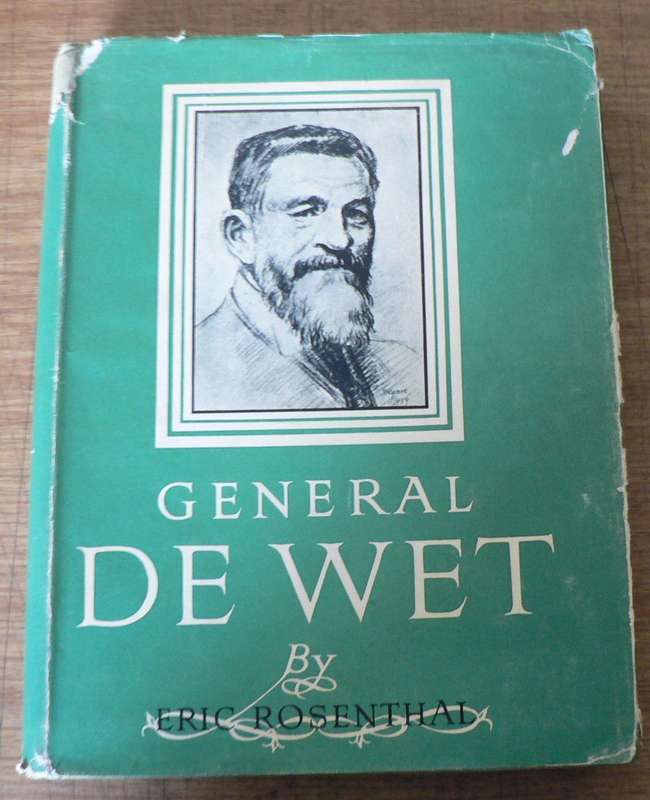 GENERAL
DE WET
By
ERIC ROSENTHAL